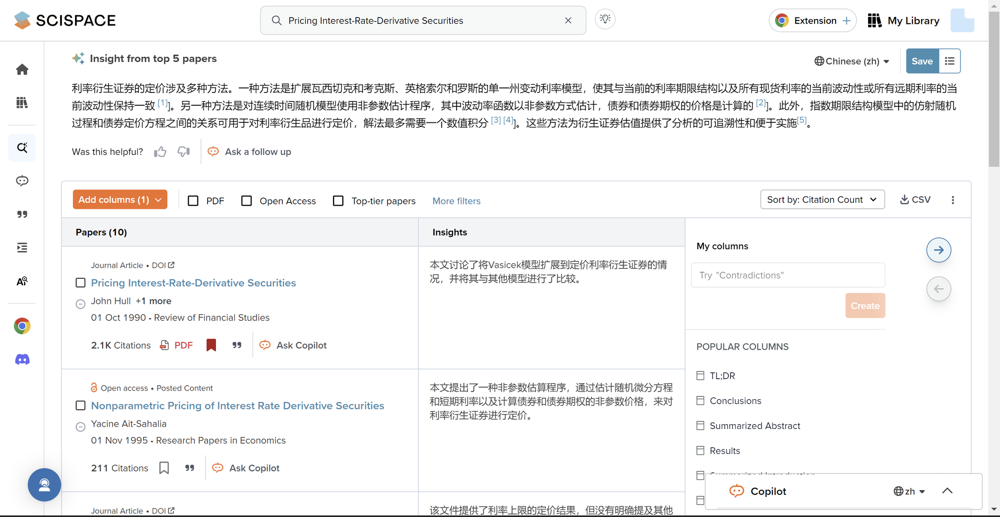 SCISPACE
Pricing Interest-Rate-Derivative Securities
Extension
My Library
Insight from top 5 papers
Chinese (zh)
Save
利率衍生证券的定价涉及多种方法。一种方法是扩展瓦西切克和考克斯、英格索尔和罗斯的单一州变动利率模型，使其与当前的利率期限结构以及所有现货利率的当前波动性或所有远期利率的当
前波动性保持一致 [1]]。另一种方法是对连续时间随机模型使用非参数估计程序，其中波动率函数以非参数方式估计，债券和债券期权的价格是计算的 [2]]。此外，指数期限结构模型中的仿射随机
过程和债券定价方程之间的关系可用于对利率衍生品进行定价，解法最多需要一个数值积分 [3] [4]]。这些方法为衍生证券估值提供了分析的可追溯性和便于实施[5]。
Was this helpful?
Ask a follow up
Add columns (1)
PDF
Open Access
Top-tier papers
More filters
Sort by: Citation Count
CSV
Papers (10)
Insights
Journal Article • DOI
Pricing Interest-Rate-Derivative Securities
John Hull +1 more
01 Oct 1990 - Review of Financial Studies
2.1K Citations
PDF
Ask Copilot
本文讨论了将Vasicek模型扩展到定价利率衍生证券的情
况，并将其与其他模型进行了比较。
Open access • Posted Content
Nonparametric Pricing of Interest Rate Derivative Securities
Yacine Ait-Sahalia
01 Nov 1995 - Research Papers in Economics
211 Citations
Ask Copilot
本文提出了一种非参数估算程序，通过估计随机微分方程
和短期利率以及计算债券和债券期权的非参数价格，来对
利率衍生证券进行定价。
Journal Article • DOI
该文件提供了利率上限的定价结果，但没有明确提及其他
My columns
Try "Contradictions"
Create
POPULAR COLUMNS
TL;DR
Conclusions
Summarized Abstract
Results
Copilot
zh